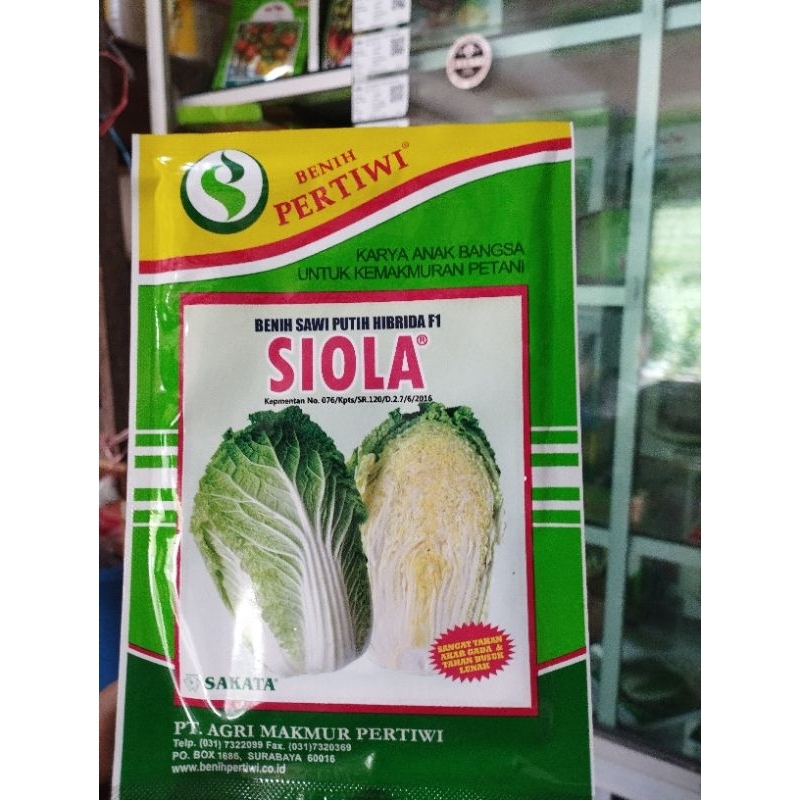 BENIH
PERTIWI®
KARYA ANAK BANGSA
UNTUK KEMAKMURAN PETANI
BENIH SAWI PUTIH HIBRIDA F1
SIOLA®
Kepmentan No. 076/Kpts/SR.120/D.2.7/6/2016
SANGAT TAHAN
AKAR GADA &
TAHAN BUSUK
LUNAK
SAKATA®
PT. AGRI MAKMUR PERTIWI
Telp. (031) 7322099 Fax. (031)7320369
PO. BOX 1686, SURABAYA 60016
www.benihpertiwi.co.id